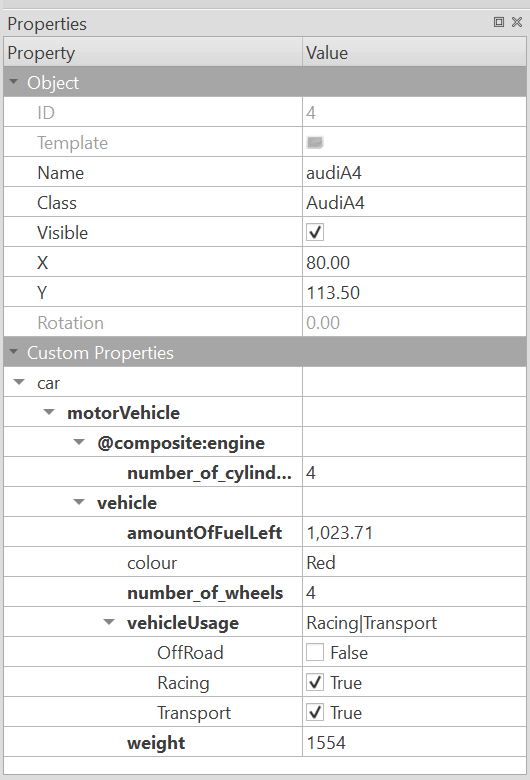 Properties
Property Value
Object
ID 4
Template
Name audiA4
Class AudiA4
Visible
X 80.00
Y 113.50
Rotation 0.00
Custom Properties
car
motorVehicle
@composite:engine
number_of_cylind... 4
vehicle
amountOfFuelLeft 1,023.71
colour Red
number_of_wheels 4
vehicleUsage Racing|Transport
OffRoad False
Racing True
Transport True
weight 1554